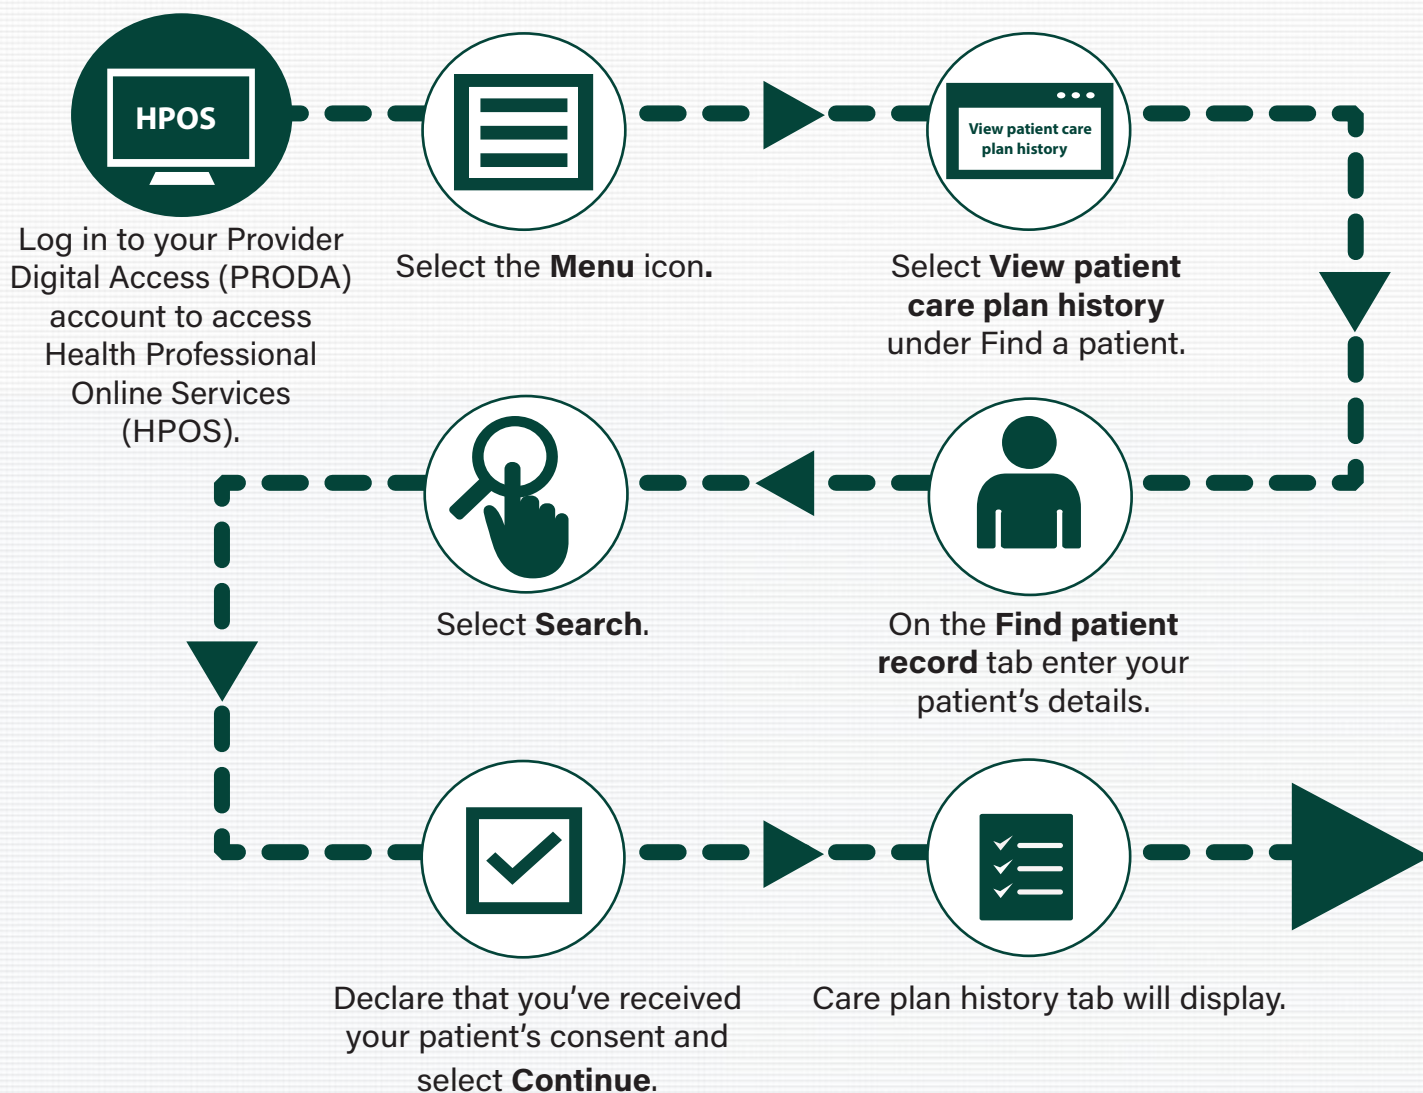 HPOS
Log in to your Provider
Digital Access (PRODA)
account to access
Health Professional
Online Services
(HPOS).
Select the Menu icon.
View patient care
plan history
Select View patient
care plan history
under Find a patient.
On the Find patient
record tab enter your
patient’s details.
Select Search.
Declare that you’ve received
your patient’s consent and
select Continue.
Care plan history tab will display.